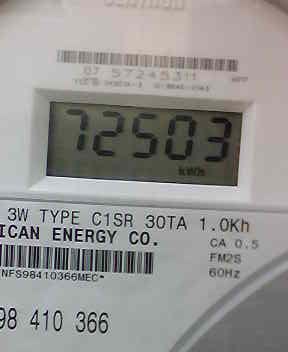 07 57245311
72503
kWh
3W TYPE C1SR 30TA 1.0Kh
ICAN ENERGY CO.
CA 0.5
FM2S
60Hz
NFS98410366MEC*
98 410 366